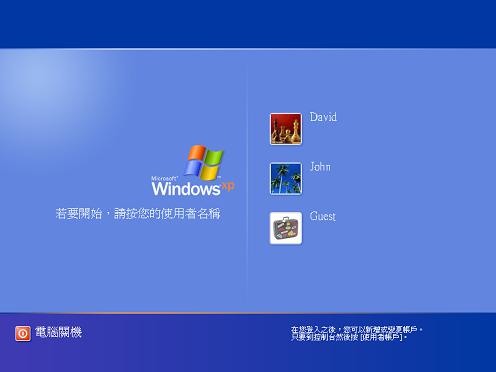 Microsoft®
Windows xp
若要開始，請按您的使用者名稱
David
John
Guest
電腦關機
在您登入之後，您可以新增或變更帳戶。
只要到控制台然後按 [使用者帳戶]。